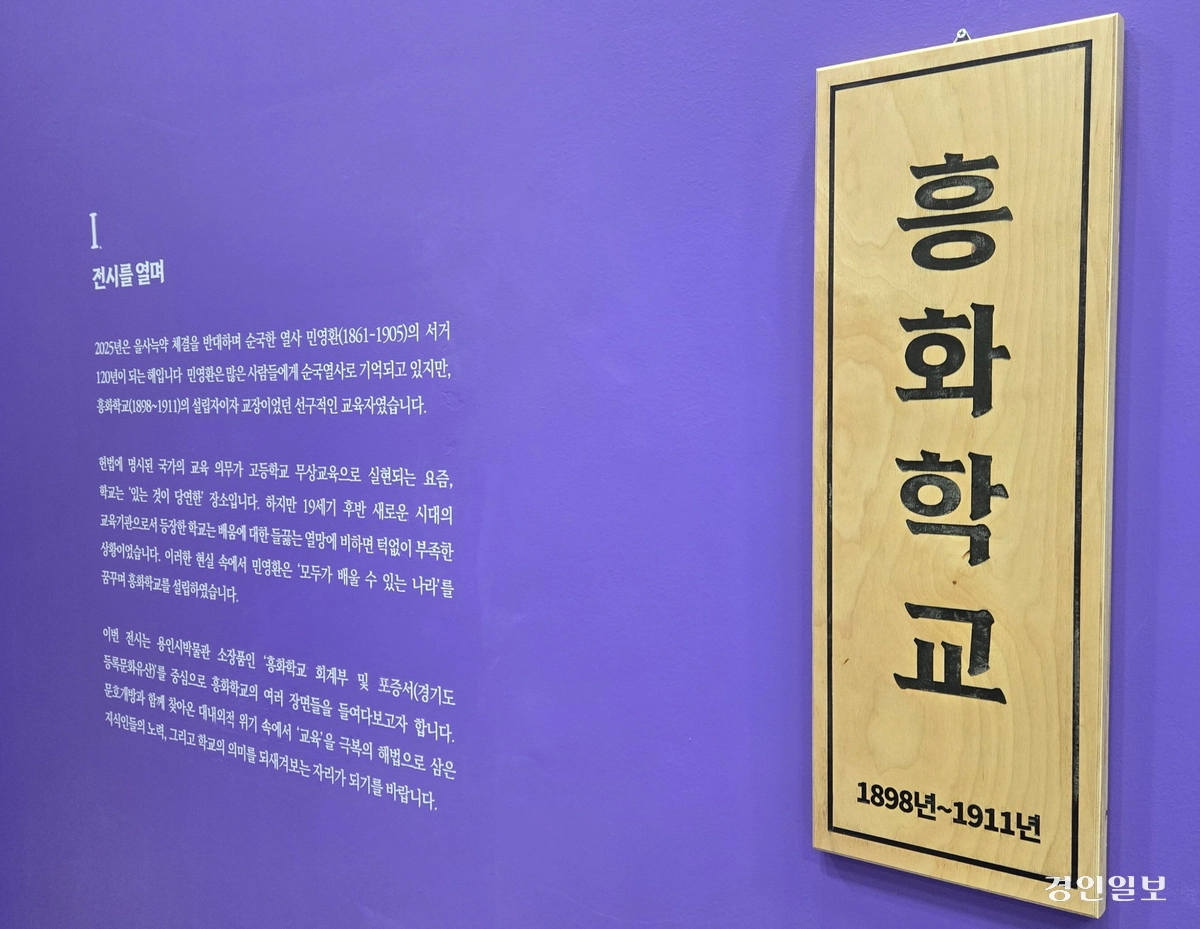 I.
전시를 열며
2025년은 을사늑약 체결을 반대하며 순국한 열사 민영환(1861-1905)의 서거
120년이 되는 해입니다 민영환은 많은 사람들에게 순국열사로 기억되고 있지만,
흥화학교(1898~1911)의 설립자이자 교장이었던 선구적인 교육자였습니다.
헌법에 명시된 국가의 교육 의무가 고등학교 무상교육으로 실현되는 요즘,
학교는 '있는 것이 당연한' 장소입니다. 하지만 19세기 후반 새로운 시대의
교육기관으로서 등장한 학교는 배움에 대한 들끓는 열망에 비하면 턱없이 부족한
상황이었습니다. 이러한 현실 속에서 민영환은 '모두가 배울 수 있는 나라'를
꿈꾸며 흥화학교를 설립하였습니다.
이번 전시는 용인시박물관 소장품인 '흥화학교 회계부 및 포증서(경기도
등록문화유산)'를 중심으로 흥화학교의 여러 장면들을 들여다보고자 합니다.
문호개방과 함께 찾아온 대내외적 위기 속에서 '교육'을 극복의 해법으로 삼은
지식인들의 노력, 그리고 학교의 의미를 되새겨보는 자리가 되기를 바랍니다.
흥화학교
1898년~1911년
경인일보